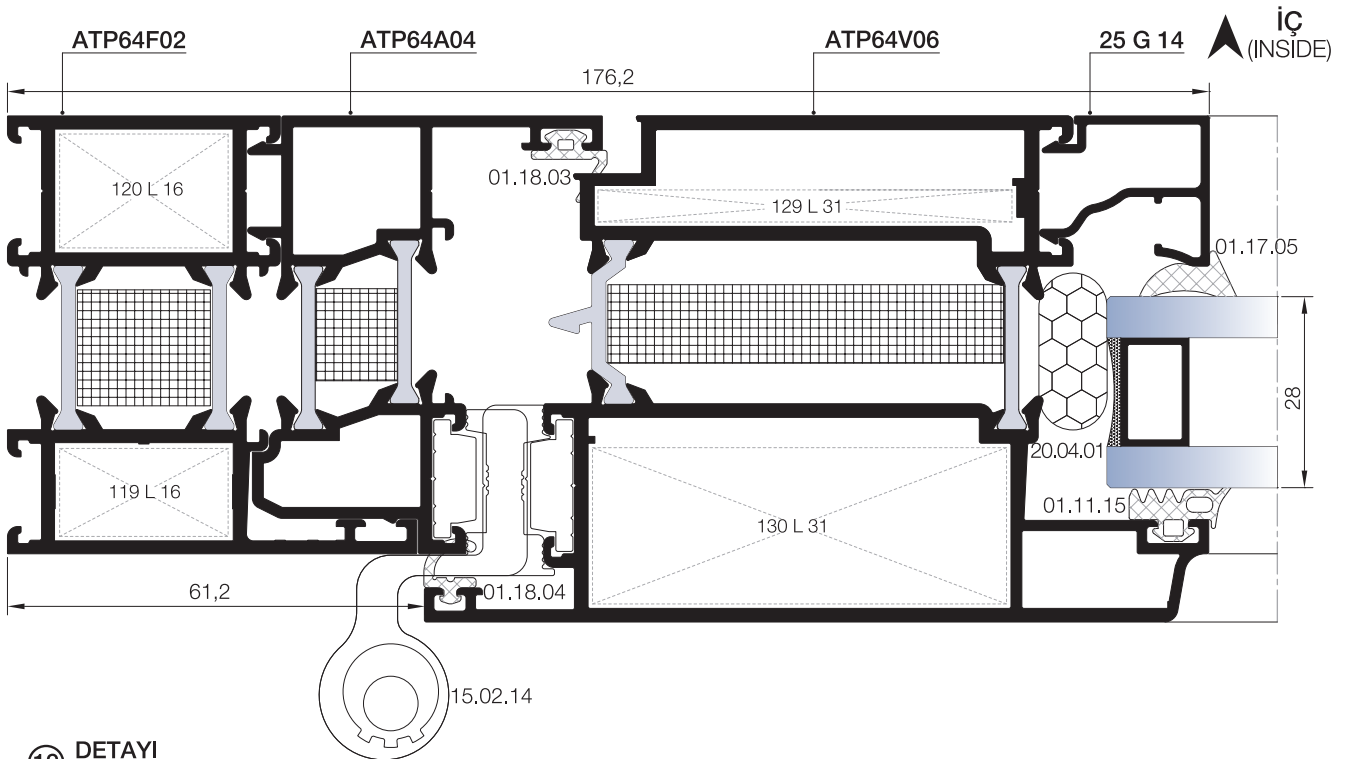 ATP64F02
ATP64A04
ATP64V06
25 G 14
İÇ
(INSIDE)
176,2
120 L 16
01.18.03
129 L 31
01.17.05
28
20.04.01
119 L 16
01.11.15
130 L 31
61,2
01.18.04
15.02.14
DETAYI